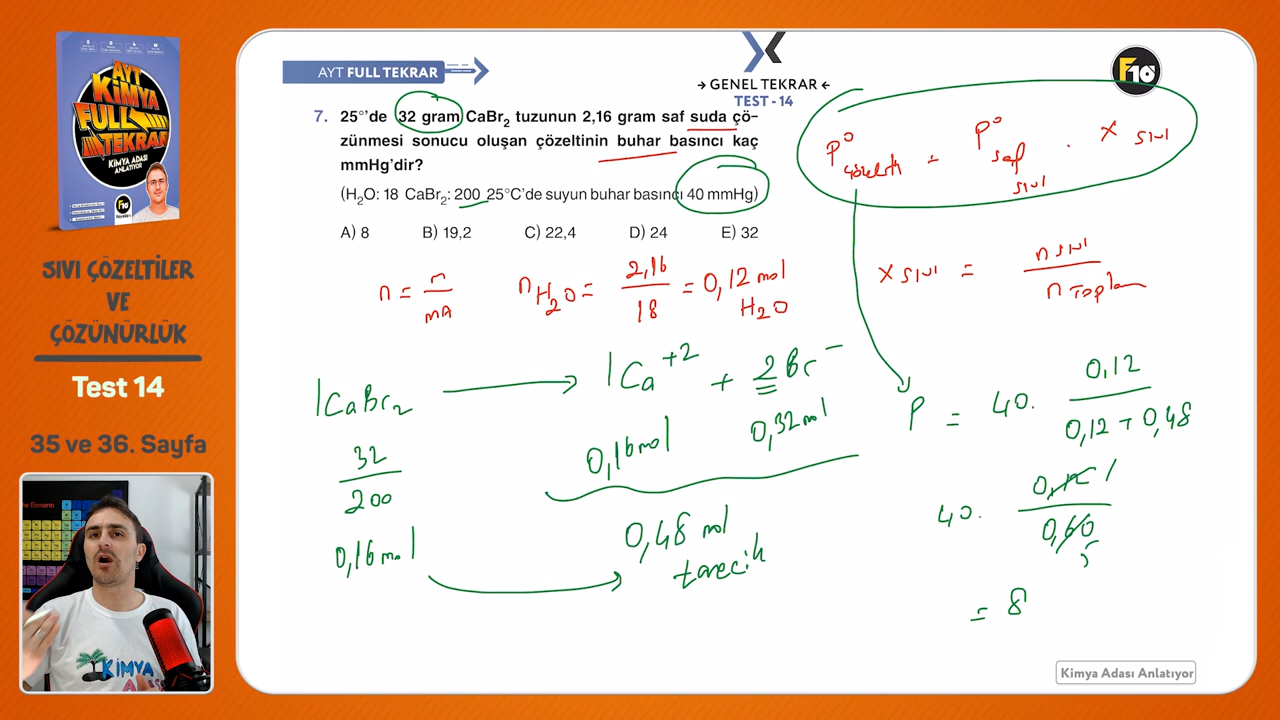 AYT
KİMYA
FULL
TEKRAR
KİMYA ADASI
ANLATIYOR
F10
SIVI ÇÖZELTİLER
VE
ÇÖZÜNÜRLÜK
Test 14
35 ve 36. Sayfa
KİMYA
AYT FULL TEKRAR
GENEL TEKRAR
TEST - 14
F10
7. 25°'de 32 gram CaBr₂ tuzunun 2,16 gram saf suda çö-
zünmesi sonucu oluşan çözeltinin buhar basıncı kaç
mmHg'dir?
(H₂O: 18 CaBr₂: 200 25°C'de suyun buhar basıncı 40 mmHg)
A) 8 B) 19,2 C) 22,4 D) 24 E) 32
P° çözelti = P° saf sıvı . X sıvı
n = m / mA
nH₂O = 2,16 / 18 = 0,12 mol H₂O
X sıvı = n sıvı / n Toplam
1CaBr₂ → 1Ca⁺² + 2Br⁻
32 / 200
0,16 mol
0,16 mol 0,32 mol
0,48 mol
tanecik
P = 40 . 0,12 / 0,12 + 0,48
40 . 0,12 1 / 0,60 5
= 8
Kimya Adası Anlatıyor